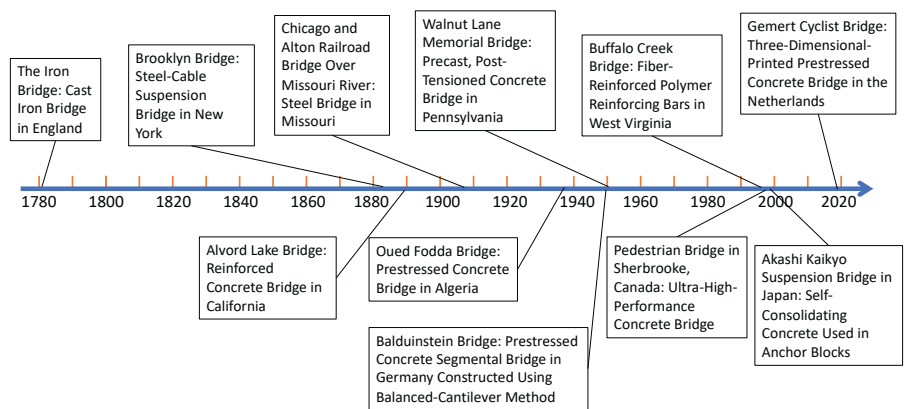 The Iron
Bridge: Cast
Iron Bridge
in England
Brooklyn Bridge:
Steel-Cable
Suspension
Bridge in New
York
Chicago and
Alton Railroad
Bridge Over
Missouri River:
Steel Bridge in
Missouri
Walnut Lane
Memorial Bridge:
Precast, Post-
Tensioned Concrete
Bridge in
Pennsylvania
Buffalo Creek
Bridge: Fiber-
Reinforced Polymer
Reinforcing Bars in
West Virginia
Gemert Cyclist Bridge:
Three-Dimensional-
Printed Prestressed
Concrete Bridge in the
Netherlands
1780 1800 1820 1840 1860 1880 1900 1920 1940 1960 1980 2000 2020
Alvord Lake Bridge:
Reinforced
Concrete Bridge in
California
Oued Fodda Bridge:
Prestressed Concrete
Bridge in Algeria
Balduinstein Bridge: Prestressed
Concrete Segmental Bridge in
Germany Constructed Using
Balanced-Cantilever Method
Pedestrian Bridge in
Sherbrooke,
Canada: Ultra-High-
Performance
Concrete Bridge
Akashi Kaikyo
Suspension Bridge in
Japan: Self-
Consolidating
Concrete Used in
Anchor Blocks